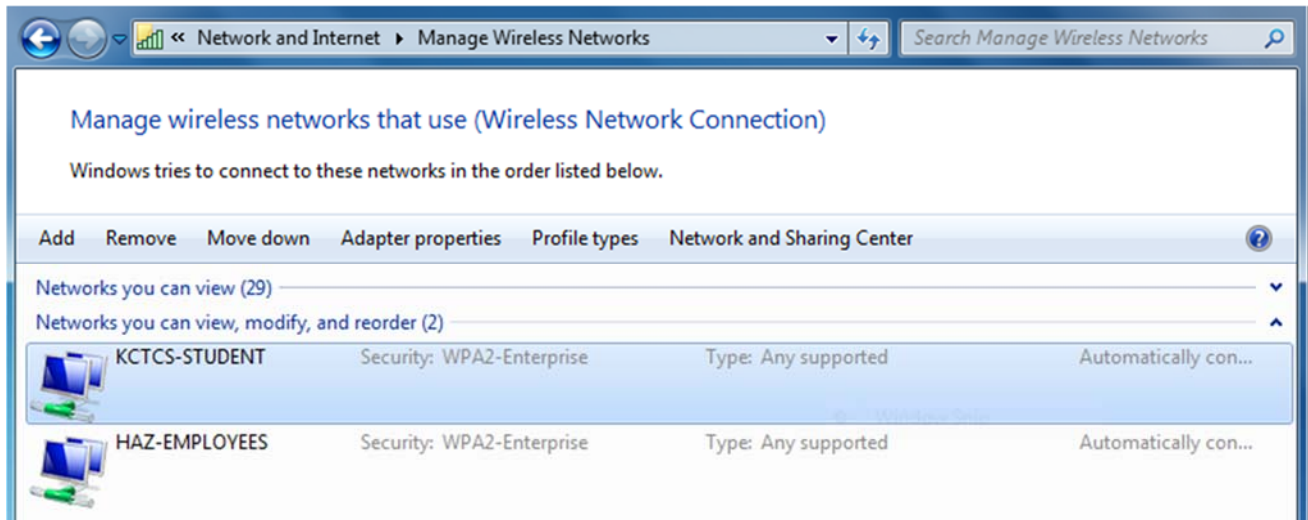 « Network and Internet ▸ Manage Wireless Networks Search Manage Wireless Networks
Manage wireless networks that use (Wireless Network Connection)
Windows tries to connect to these networks in the order listed below.
Add Remove Move down Adapter properties Profile types Network and Sharing Center
Networks you can view (29)
Networks you can view, modify, and reorder (2)
KCTCS-STUDENT Security: WPA2-Enterprise Type: Any supported Automatically con...
Window Snip
HAZ-EMPLOYEES Security: WPA2-Enterprise Type: Any supported Automatically con...